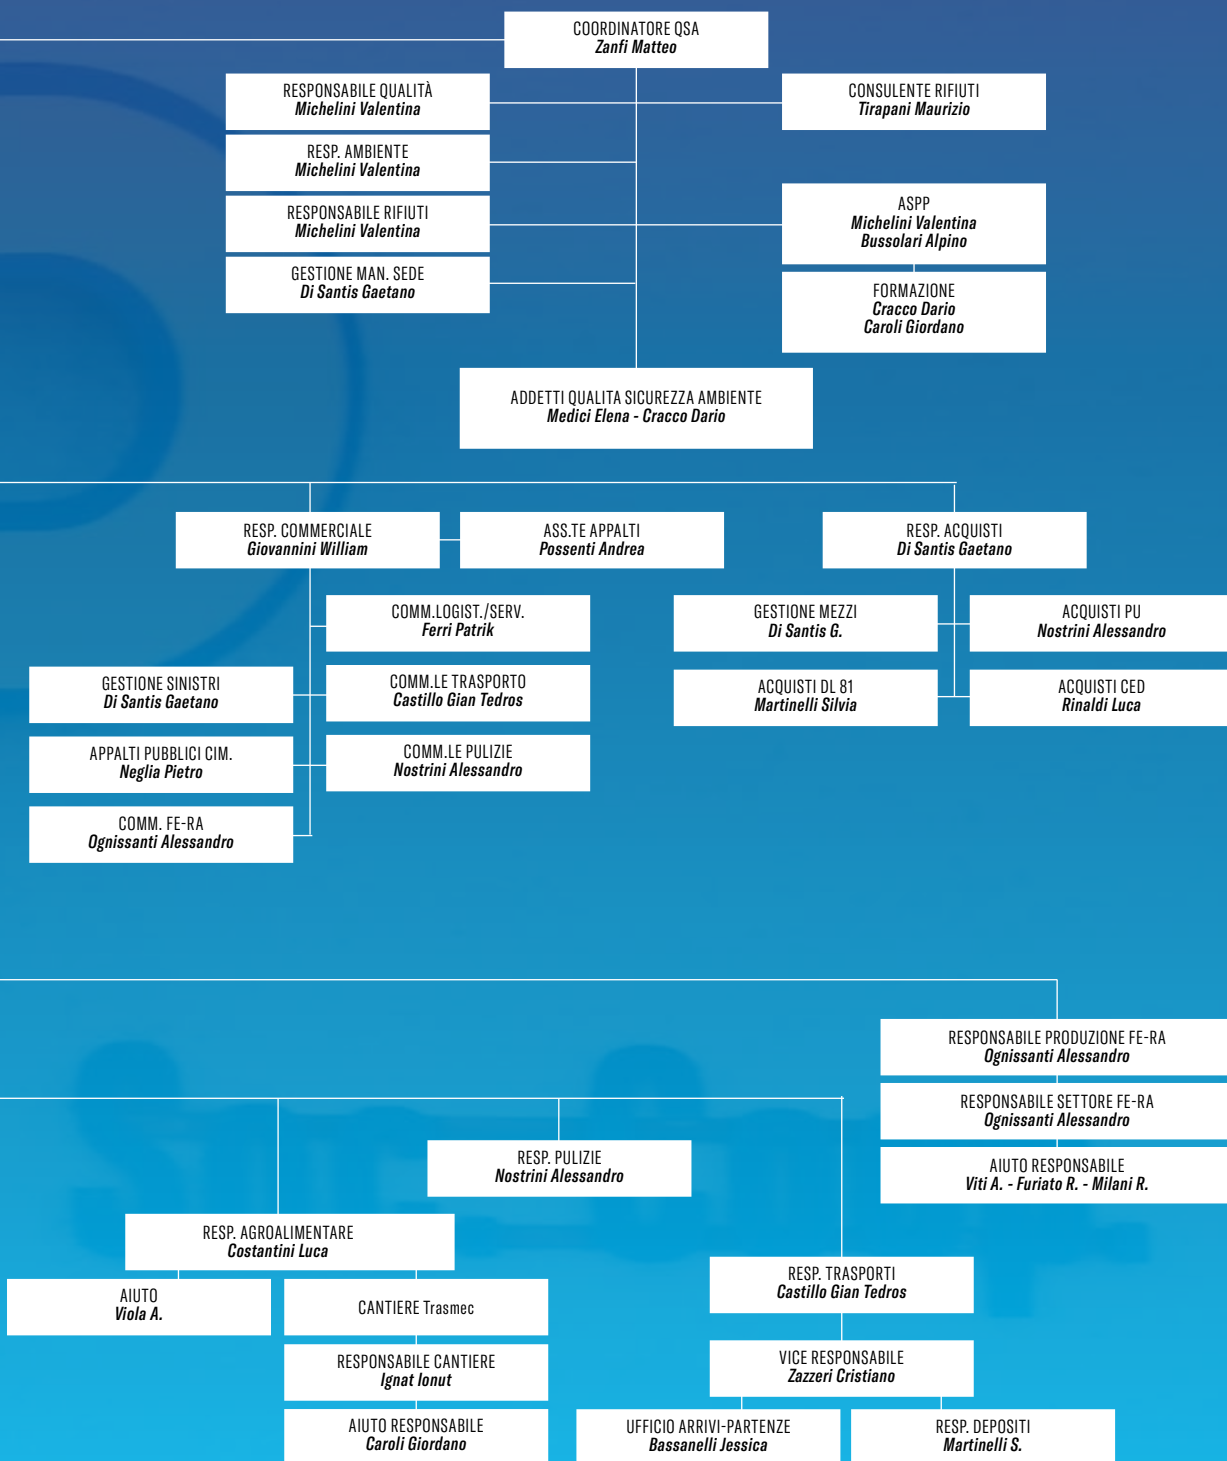 COORDINATORE QSA
Zanfi Matteo
RESPONSABILE QUALITÀ
Michelini Valentina
CONSULENTE RIFIUTI
Tirapani Maurizio
RESP. AMBIENTE
Michelini Valentina
RESPONSABILE RIFIUTI
Michelini Valentina
ASPP
Michelini Valentina
Bussolari Alpino
GESTIONE MAN. SEDE
Di Santis Gaetano
FORMAZIONE
Cracco Dario
Caroli Giordano
ADDETTI QUALITA SICUREZZA AMBIENTE
Medici Elena - Cracco Dario
RESP. COMMERCIALE
Giovannini William
ASS.TE APPALTI
Possenti Andrea
RESP. ACQUISTI
Di Santis Gaetano
COMM.LOGIST./SERV.
Ferri Patrik
GESTIONE MEZZI
Di Santis G.
ACQUISTI PU
Nostrini Alessandro
GESTIONE SINISTRI
Di Santis Gaetano
COMM.LE TRASPORTO
Castillo Gian Tedros
ACQUISTI DL 81
Martinelli Silvia
ACQUISTI CED
Rinaldi Luca
APPALTI PUBBLICI CIM.
Neglia Pietro
COMM.LE PULIZIE
Nostrini Alessandro
COMM. FE-RA
Ognissanti Alessandro
RESPONSABILE PRODUZIONE FE-RA
Ognissanti Alessandro
RESPONSABILE SETTORE FE-RA
Ognissanti Alessandro
AIUTO RESPONSABILE
Viti A. - Furiato R. - Milani R.
RESP. PULIZIE
Nostrini Alessandro
RESP. AGROALIMENTARE
Costantini Luca
RESP. TRASPORTI
Castillo Gian Tedros
AIUTO
Viola A.
CANTIERE Trasmec
RESPONSABILE CANTIERE
Ignat Ionut
VICE RESPONSABILE
Zazzeri Cristiano
AIUTO RESPONSABILE
Caroli Giordano
UFFICIO ARRIVI-PARTENZE
Bassanelli Jessica
RESP. DEPOSITI
Martinelli S.